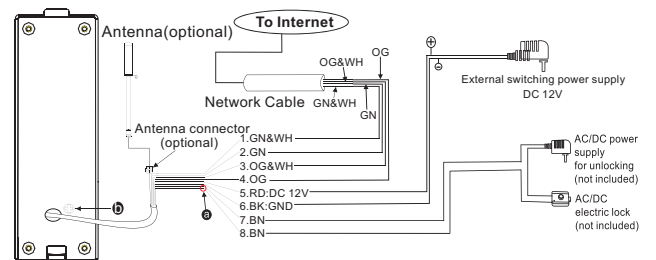 To Internet
Antenna(optional)
OG
OG&WH
Network Cable
GN&WH
GN
External switching power supply
DC 12V
Antenna connector
(optional)
1.GN&WH
2.GN
3.OG&WH
4.OG
5.RD:DC 12V
6.BK:GND
7.BN
8.BN
a
b
AC/DC power
supply
for unlocking
(not included)
AC/DC
electric lock
(not included)